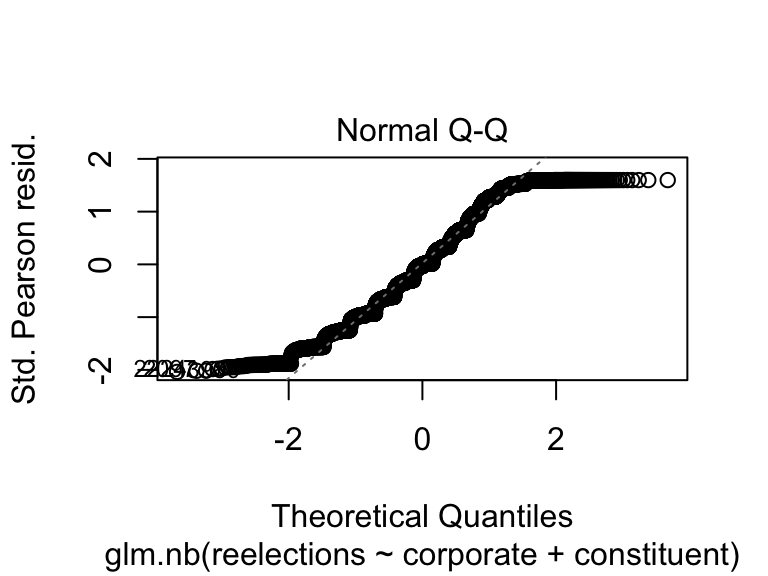 Normal Q-Q
Std. Pearson resid.
2
1
0
-2
-2 0 2
Theoretical Quantiles
glm.nb(reelections ~ corporate + constituent)